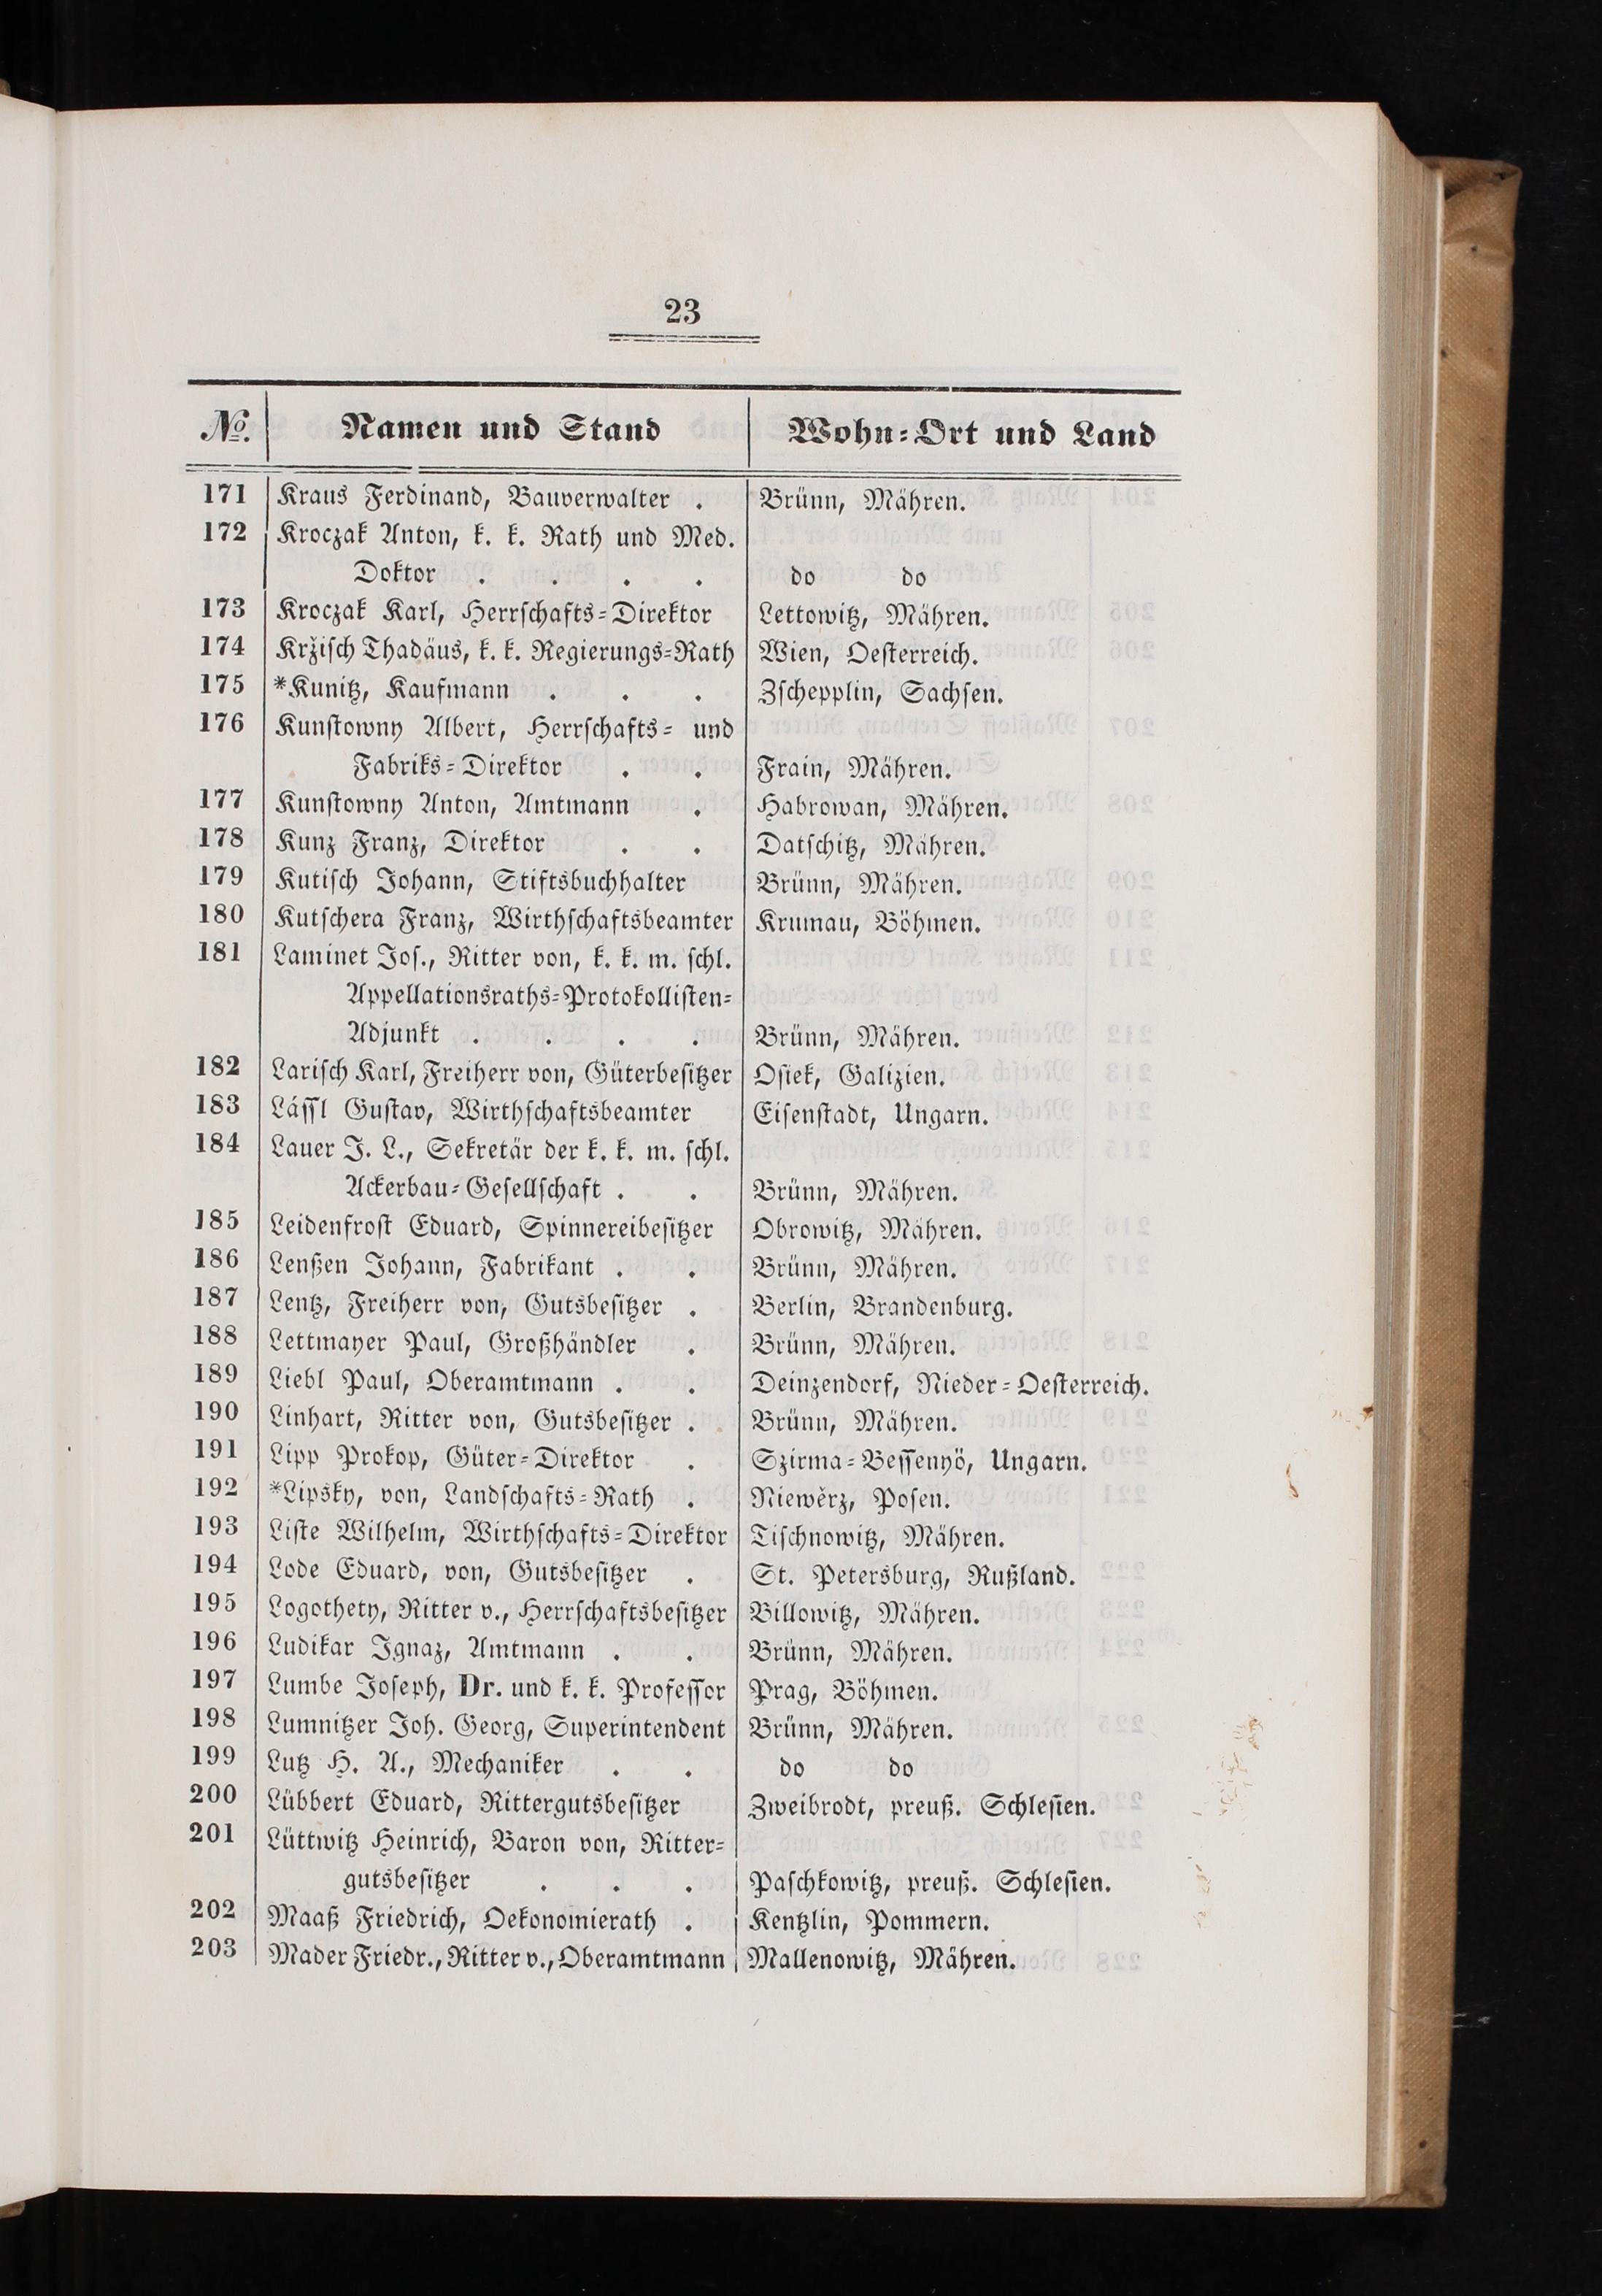 23
No. Namen und Stand Wohn=Ort und Land
171 Kraus Ferdinand, Bauverwalter . Brünn, Mähren.
172 Kroczak Anton, k. k. Rath und Med.
Doktor . . . . do do
173 Kroczak Karl, Herrschafts=Direktor Lettowitz, Mähren.
174 Kržisch Thadäus, k. k. Regierungs=Rath Wien, Oesterreich.
175 *Kunitz, Kaufmann . . . Zschepplin, Sachsen.
176 Kunstowny Albert, Herrschafts= und
Fabriks=Direktor . . Frain, Mähren.
177 Kunstowny Anton, Amtmann . Habrowan, Mähren.
178 Kunz Franz, Direktor . . Datschitz, Mähren.
179 Kutisch Johann, Stiftsbuchhalter Brünn, Mähren.
180 Kutschera Franz, Wirthschaftsbeamter Krumau, Böhmen.
181 Laminet Jos., Ritter von, k. k. m. schl.
Appellationsraths=Protokollisten=
Adjunkt . . . . Brünn, Mähren.
182 Larisch Karl, Freiherr von, Güterbesitzer Osiek, Galizien.
183 Lássl Gustav, Wirthschaftsbeamter Eisenstadt, Ungarn.
184 Lauer J. L., Sekretär der k. k. m. schl.
Ackerbau=Gesellschaft . . Brünn, Mähren.
185 Leidenfrost Eduard, Spinnereibesitzer Obrowitz, Mähren.
186 Lenßen Johann, Fabrikant . . Brünn, Mähren.
187 Lentz, Freiherr von, Gutsbesitzer . Berlin, Brandenburg.
188 Lettmayer Paul, Großhändler . Brünn, Mähren.
189 Liebl Paul, Oberamtmann . . Deinzendorf, Nieder=Oesterreich.
190 Linhart, Ritter von, Gutsbesitzer . Brünn, Mähren.
191 Lipp Prokop, Güter=Direktor . Szirma=Bessenyö, Ungarn.
192 *Lipsky, von, Landschafts=Rath . Niewěrz, Posen.
193 Liste Wilhelm, Wirthschafts=Direktor Tischnowitz, Mähren.
194 Lode Eduard, von, Gutsbesitzer . St. Petersburg, Rußland.
195 Logothety, Ritter v., Herrschaftsbesitzer Billowitz, Mähren.
196 Ludikar Ignaz, Amtmann . . Brünn, Mähren.
197 Lumbe Joseph, Dr. und k. k. Professor Prag, Böhmen.
198 Lumnitzer Joh. Georg, Superintendent Brünn, Mähren.
199 Lutz H. A., Mechaniker . . do do
200 Lübbert Eduard, Rittergutsbesitzer Zweibrodt, preuß. Schlesien.
201 Lüttwitz Heinrich, Baron von, Ritter=
gutsbesitzer . . . Paschkowitz, preuß. Schlesien.
202 Maaß Friedrich, Oekonomierath . Kentzlin, Pommern.
203 Mader Friedr., Ritter v., Oberamtmann Mallenowitz, Mähren.